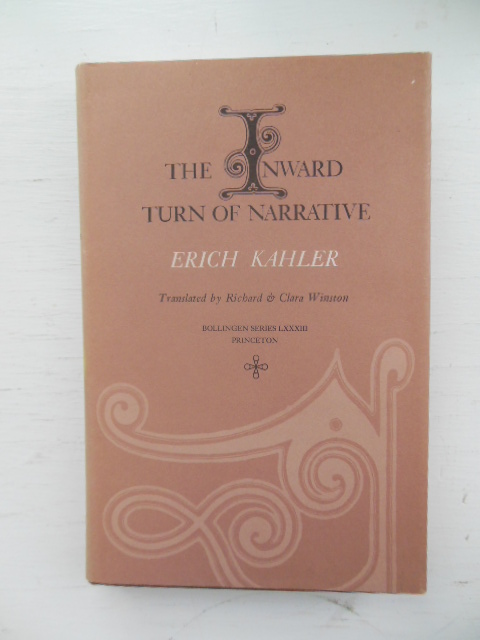 THE INWARD
TURN OF NARRATIVE
ERICH KAHLER
Translated by Richard & Clara Winston
BOLLINGEN SERIES LXXXIII
PRINCETON